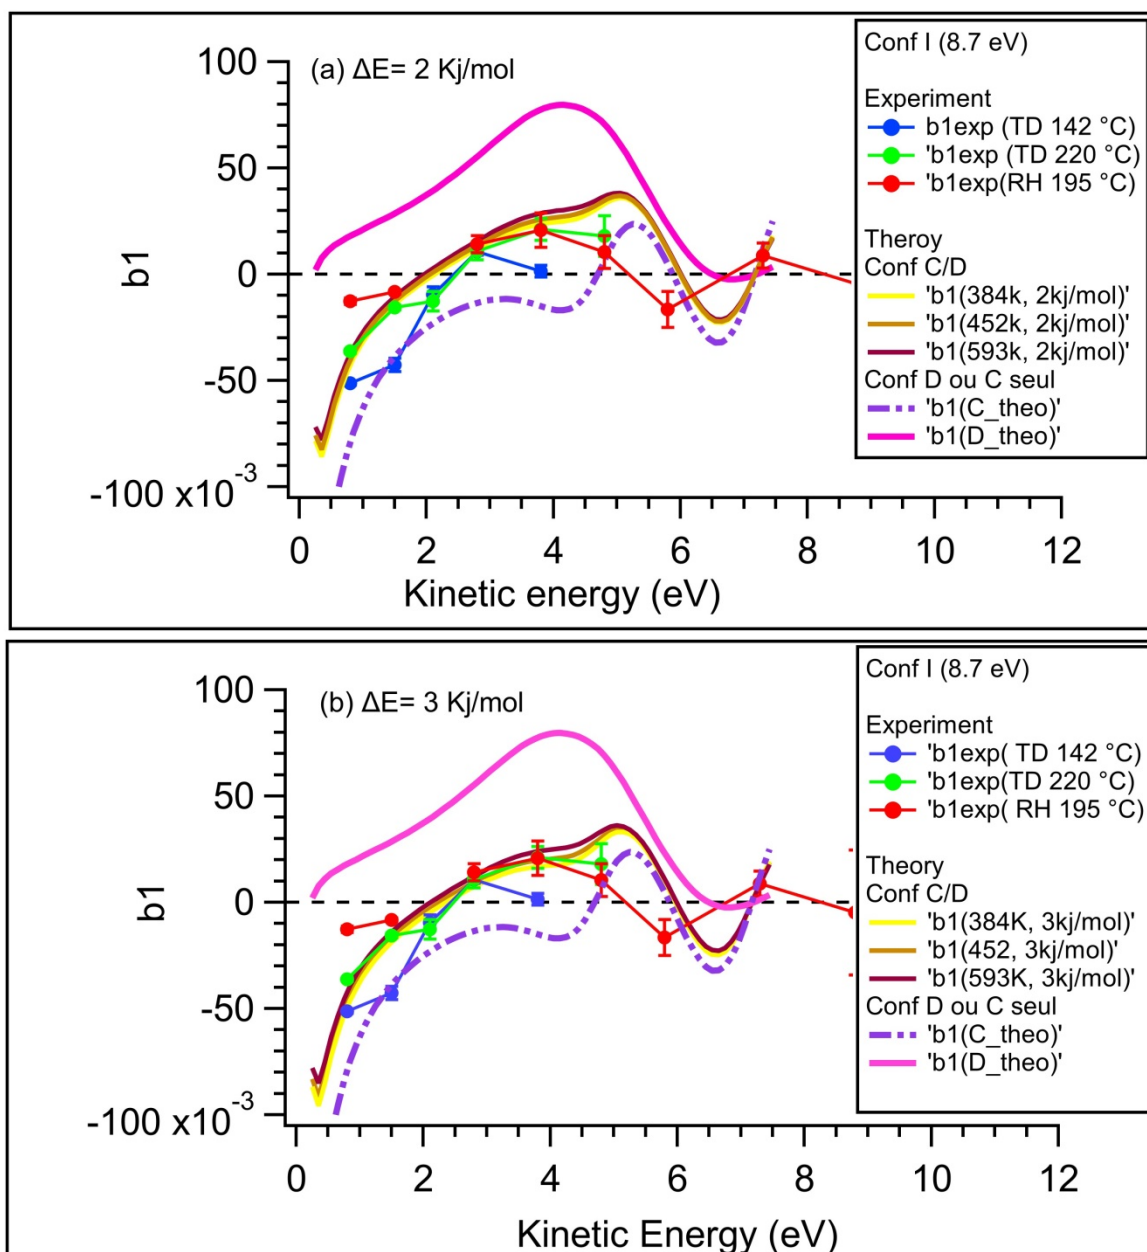 (a) ΔE= 2 Kj/mol
100
50
0
-50
-100 x10-3
b1
0 2 4 6 8 10 12
Kinetic energy (eV)
Conf I (8.7 eV)
Experiment
b1exp (TD 142 °C)
'b1exp (TD 220 °C)
'b1exp(RH 195 °C)
Theroy
Conf C/D
'b1(384k, 2kj/mol)'
'b1(452k, 2kj/mol)'
'b1(593k, 2kj/mol)'
Conf D ou C seul
'b1(C_theo)'
'b1(D_theo)'
(b) ΔE= 3 Kj/mol
100
50
0
-50
-100 x10-3
b1
0 2 4 6 8 10 12
Kinetic Energy (eV)
Conf I (8.7 eV)
Experiment
'b1exp( TD 142 °C)
'b1exp(TD 220 °C)
'b1exp( RH 195 °C)
Theory
Conf C/D
'b1(384K, 3kj/mol)'
'b1(452, 3kj/mol)'
'b1(593K, 3kj/mol)'
Conf D ou C seul
'b1(C_theo)'
'b1(D_theo)'